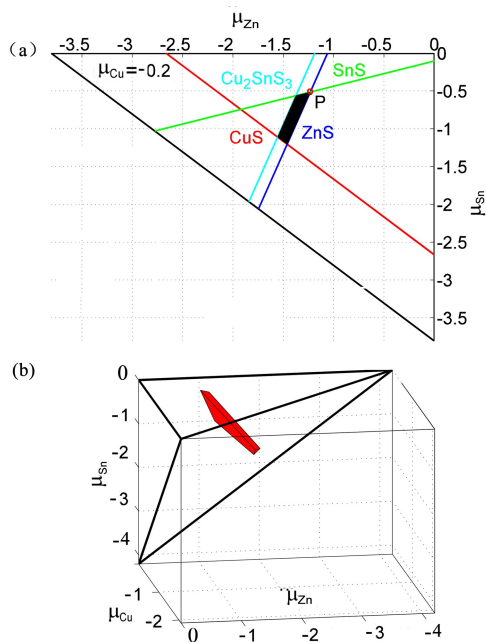 μZn
(a)
-3.5 -3 -2.5 -2 -1.5 -1 -0.5 0
0
μCu=-0.2
Cu2SnS3
SnS
-0.5
P
CuS
ZnS
-1
-1.5
μSn
-2
-2.5
-3
-3.5
(b)
0
-1
-2
μSn
-3
-4
-1
μCu
-2
0 -1 -2 -3 -4
μZn